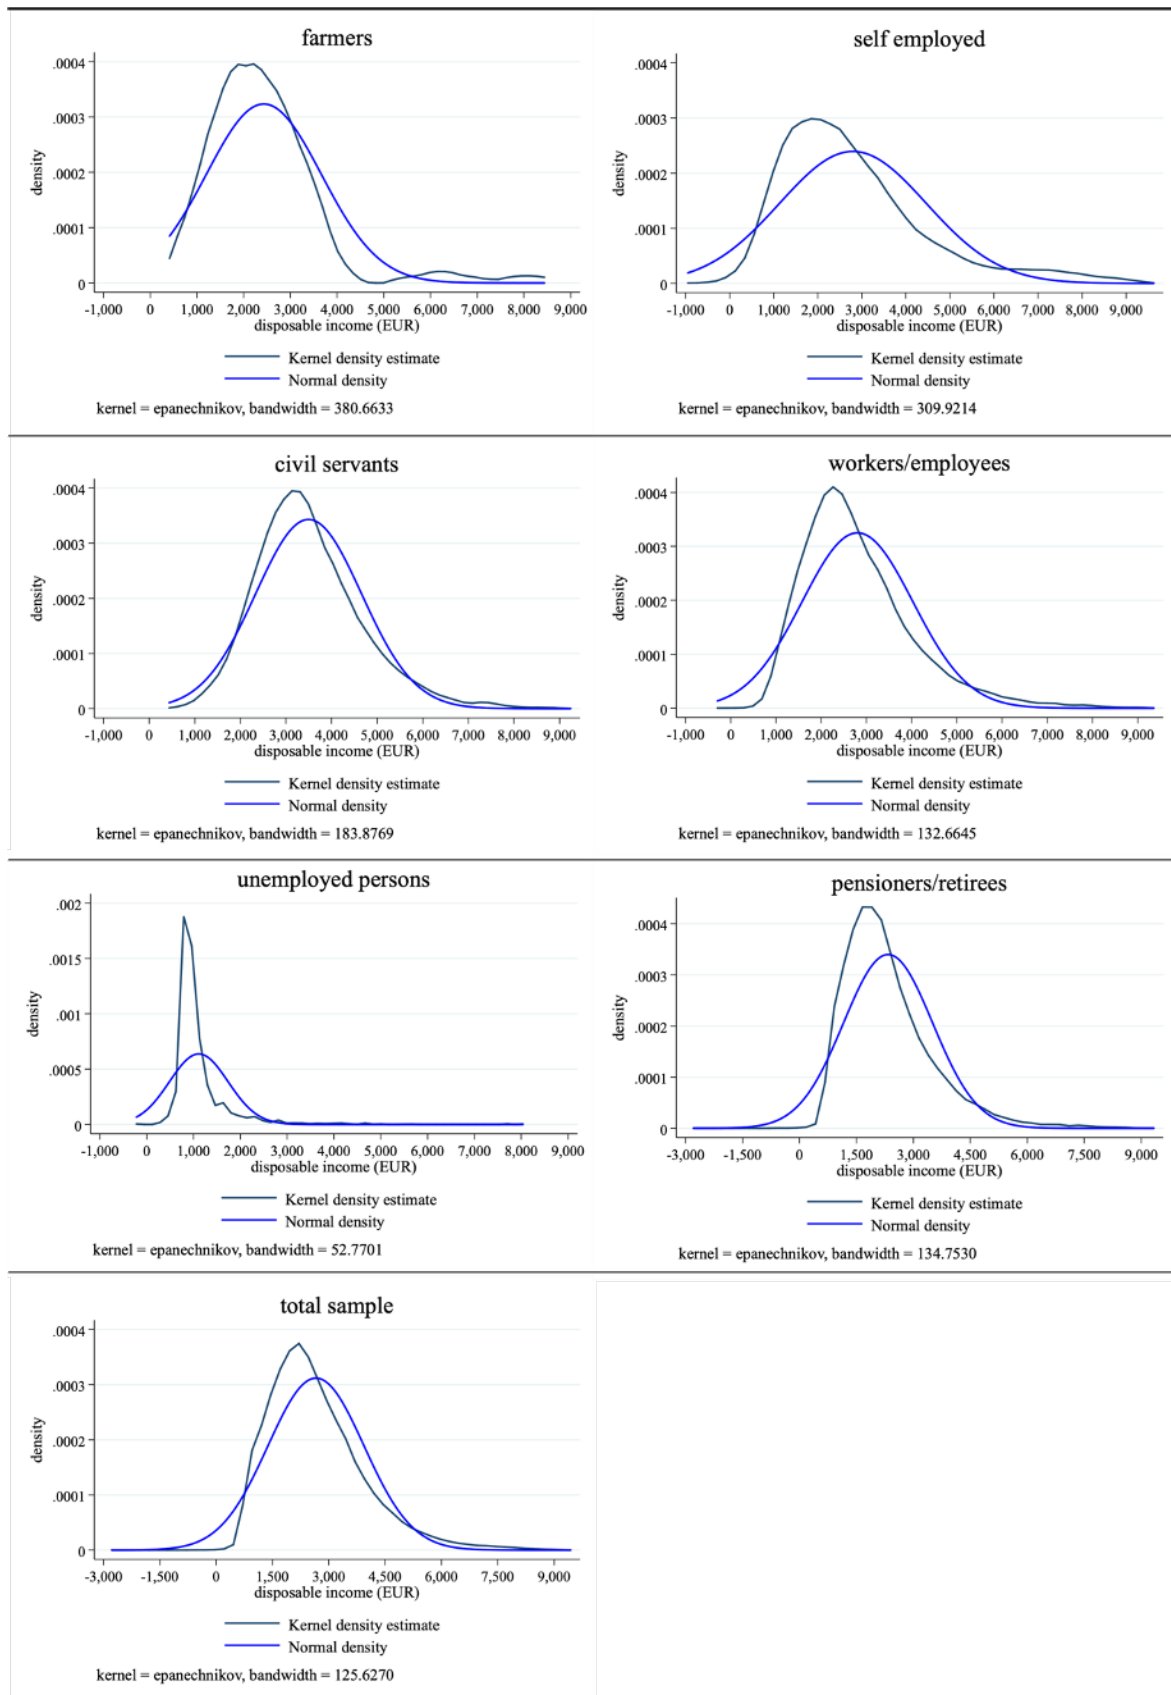 farmers
.0004
.0003
.0002
.0001
0
density
-1,000 0 1,000 2,000 3,000 4,000 5,000 6,000 7,000 8,000 9,000
disposable income (EUR)
Kernel density estimate
Normal density
kernel = epanechnikov, bandwidth = 380.6633
self employed
.0004
.0003
.0002
.0001
0
density
-1,000 0 1,000 2,000 3,000 4,000 5,000 6,000 7,000 8,000 9,000
disposable income (EUR)
Kernel density estimate
Normal density
kernel = epanechnikov, bandwidth = 309.9214
civil servants
.0004
.0003
.0002
.0001
0
density
-1,000 0 1,000 2,000 3,000 4,000 5,000 6,000 7,000 8,000 9,000
disposable income (EUR)
Kernel density estimate
Normal density
kernel = epanechnikov, bandwidth = 183.8769
workers/employees
.0004
.0003
.0002
.0001
0
density
-1,000 0 1,000 2,000 3,000 4,000 5,000 6,000 7,000 8,000 9,000
disposable income (EUR)
Kernel density estimate
Normal density
kernel = epanechnikov, bandwidth = 132.6645
unemployed persons
.002
.0015
.001
.0005
0
density
-1,000 0 1,000 2,000 3,000 4,000 5,000 6,000 7,000 8,000 9,000
disposable income (EUR)
Kernel density estimate
Normal density
kernel = epanechnikov, bandwidth = 52.7701
pensioners/retirees
.0004
.0003
.0002
.0001
0
density
-3,000 -1,500 0 1,500 3,000 4,500 6,000 7,500 9,000
disposable income (EUR)
Kernel density estimate
Normal density
kernel = epanechnikov, bandwidth = 134.7530
total sample
.0004
.0003
.0002
.0001
0
density
-3,000 -1,500 0 1,500 3,000 4,500 6,000 7,500 9,000
disposable income (EUR)
Kernel density estimate
Normal density
kernel = epanechnikov, bandwidth = 125.6270